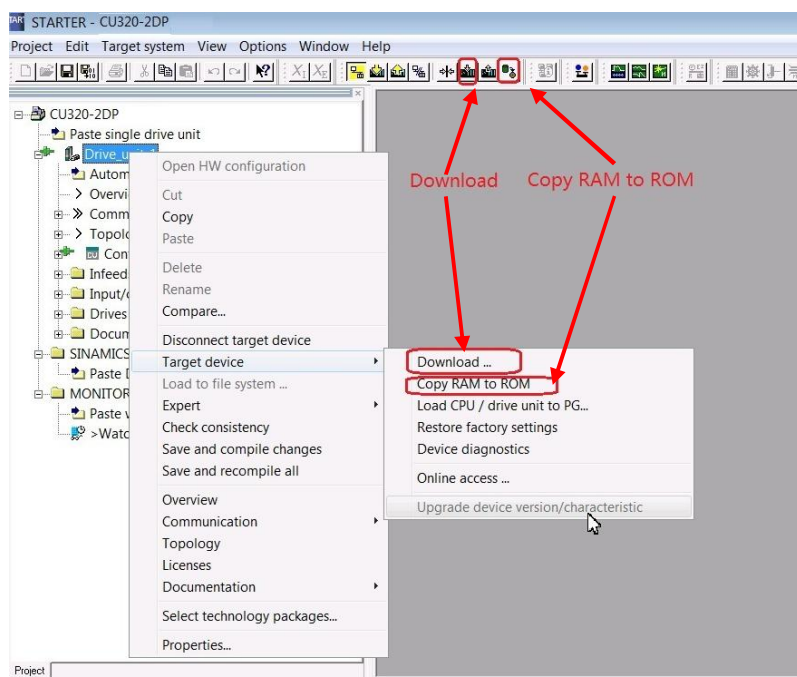 STARTER - CU320-2DP
Project Edit Target system View Options Window Help
CU320-2DP
Paste single drive unit
Open HW configuration
Autom
Download Copy RAM to ROM
Overvi
Cut
Comm
Copy
Topolo
Paste
Con
Infeed
Delete
Input/
Rename
Drives
Compare...
Docum
Disconnect target device
SINAMICS
Target device
Download ...
Paste
Load to file system ...
Copy RAM to ROM
MONITOR
Expert
Load CPU / drive unit to PG...
Paste
Check consistency
Restore factory settings
>Watc
Save and compile changes
Device diagnostics
Save and recompile all
Online access ...
Overview
Upgrade device version/characteristic
Communication
Topology
Licenses
Documentation
Select technology packages...
Properties...
Project